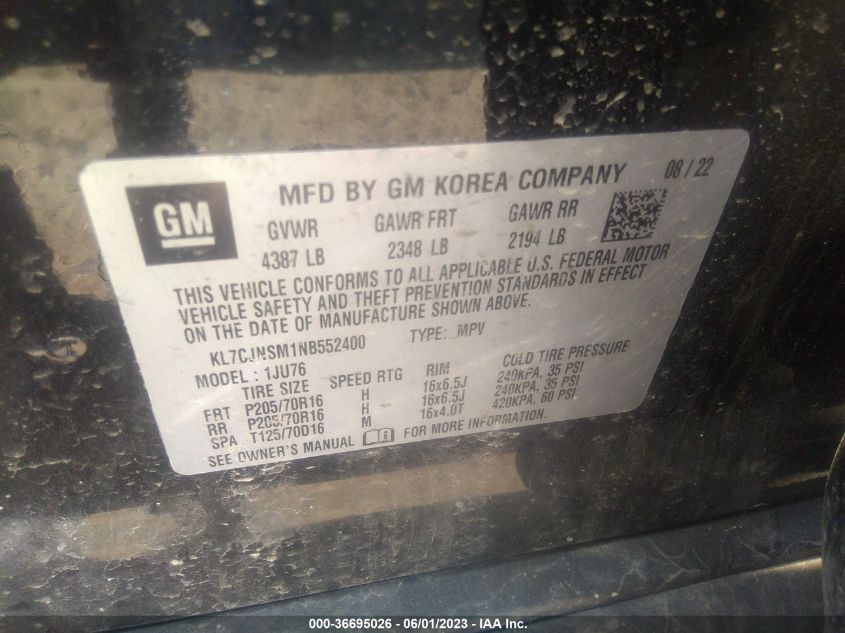 GM
MFD BY GM KOREA COMPANY 08/22
GVWR GAWR FRT GAWR RR
4387 LB 2348 LB 2194 LB
THIS VEHICLE CONFORMS TO ALL APPLICABLE U.S. FEDERAL MOTOR
VEHICLE SAFETY AND THEFT PREVENTION STANDARDS IN EFFECT
ON THE DATE OF MANUFACTURE SHOWN ABOVE.
KL7CJNSM1NB552400 TYPE: MPV
MODEL: 1JU76
TIRE SIZE SPEED RTG RIM COLD TIRE PRESSURE
FRT P205/70R16 H 16x6.5J 240KPA, 35 PSI
RR P205/70R16 H 16x6.5J 240KPA, 35 PSI
SPA T125/70D16 M 16x4.0T 420KPA, 60 PSI
SEE OWNER'S MANUAL FOR MORE INFORMATION.
000-36695026 - 06/01/2023 - IAA Inc.